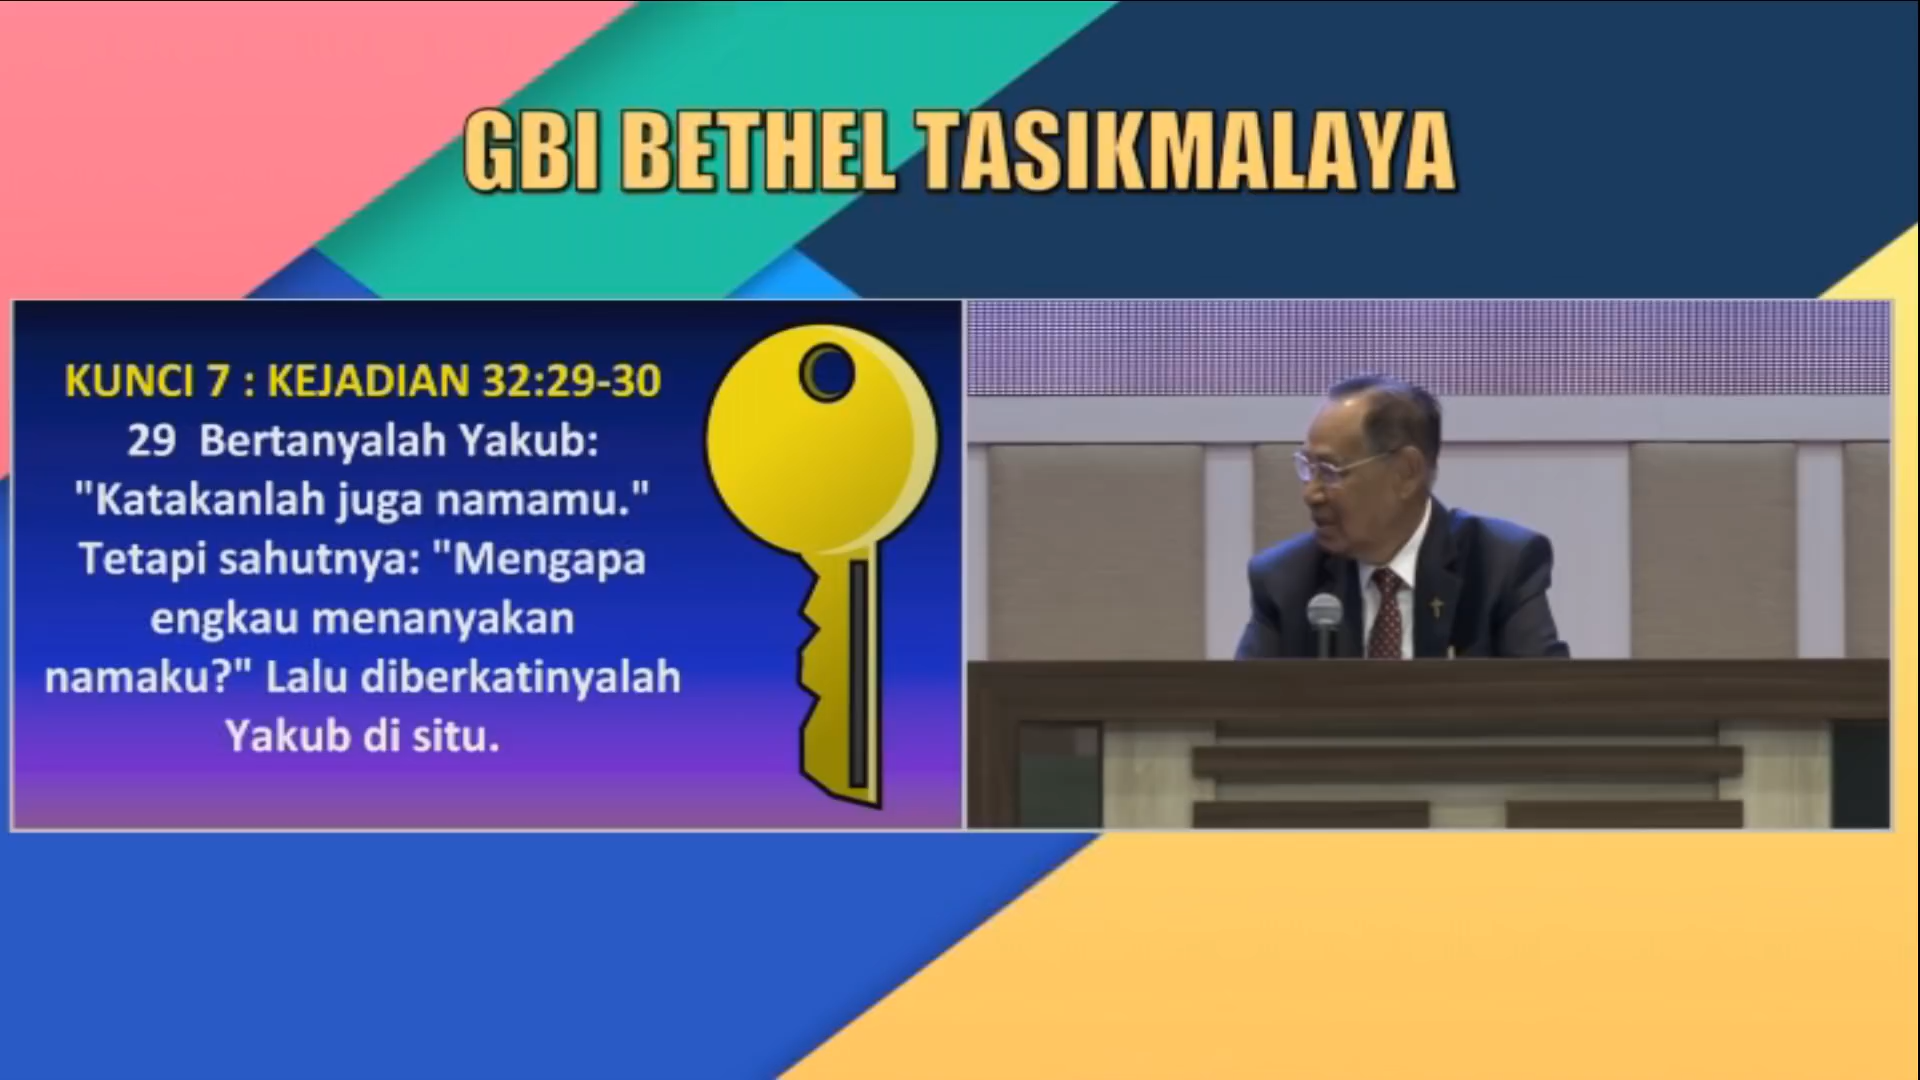 GBI BETHEL TASIKMALAYA
KUNCI 7 : KEJADIAN 32:29-30
29  Bertanyalah Yakub:
"Katakanlah juga namamu."
Tetapi sahutnya: "Mengapa
engkau menanyakan
namaku?" Lalu diberkatinyalah
Yakub di situ.